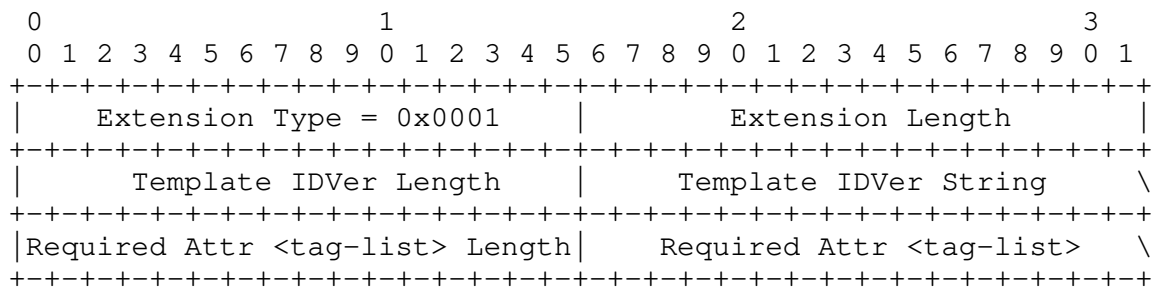 0                   1                   2                   3
 0 1 2 3 4 5 6 7 8 9 0 1 2 3 4 5 6 7 8 9 0 1 2 3 4 5 6 7 8 9 0 1
+-+-+-+-+-+-+-+-+-+-+-+-+-+-+-+-+-+-+-+-+-+-+-+-+-+-+-+-+-+-+-+-+
|    Extension Type = 0x0001    |        Extension Length       |
+-+-+-+-+-+-+-+-+-+-+-+-+-+-+-+-+-+-+-+-+-+-+-+-+-+-+-+-+-+-+-+-+
|      Template IDVer Length    |     Template IDVer String     \
+-+-+-+-+-+-+-+-+-+-+-+-+-+-+-+-+-+-+-+-+-+-+-+-+-+-+-+-+-+-+-+-+
|Required Attr <tag-list> Length|    Required Attr <tag-list>   \
+-+-+-+-+-+-+-+-+-+-+-+-+-+-+-+-+-+-+-+-+-+-+-+-+-+-+-+-+-+-+-+-+